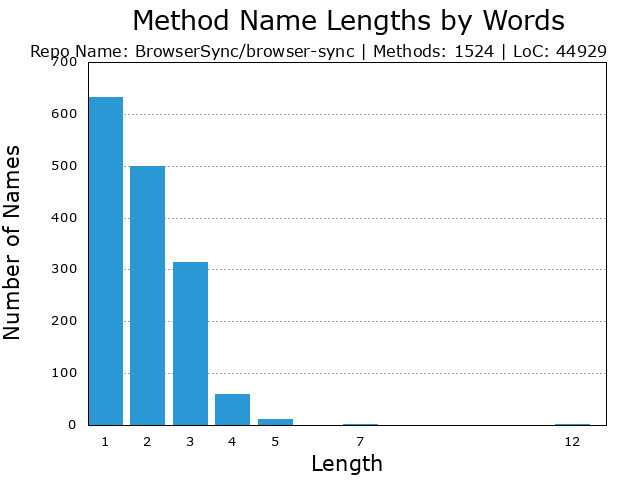 Method Name Lengths by Words
Repo Name: BrowserSync/browser-sync | Methods: 1524 | LoC: 44929
700
600
500
400
300
200
100
0
Number of Names
1 2 3 4 5 7 12
Length